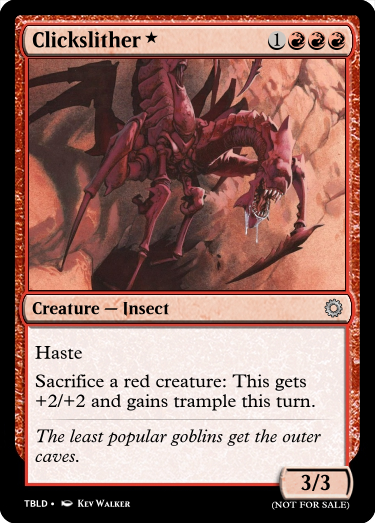 Clickslither ★ 1
Creature — Insect
Haste
Sacrifice a red creature: This gets
+2/+2 and gains trample this turn.
The least popular goblins get the outer
caves.
3/3
TBLD • Kev Walker
(NOT FOR SALE)